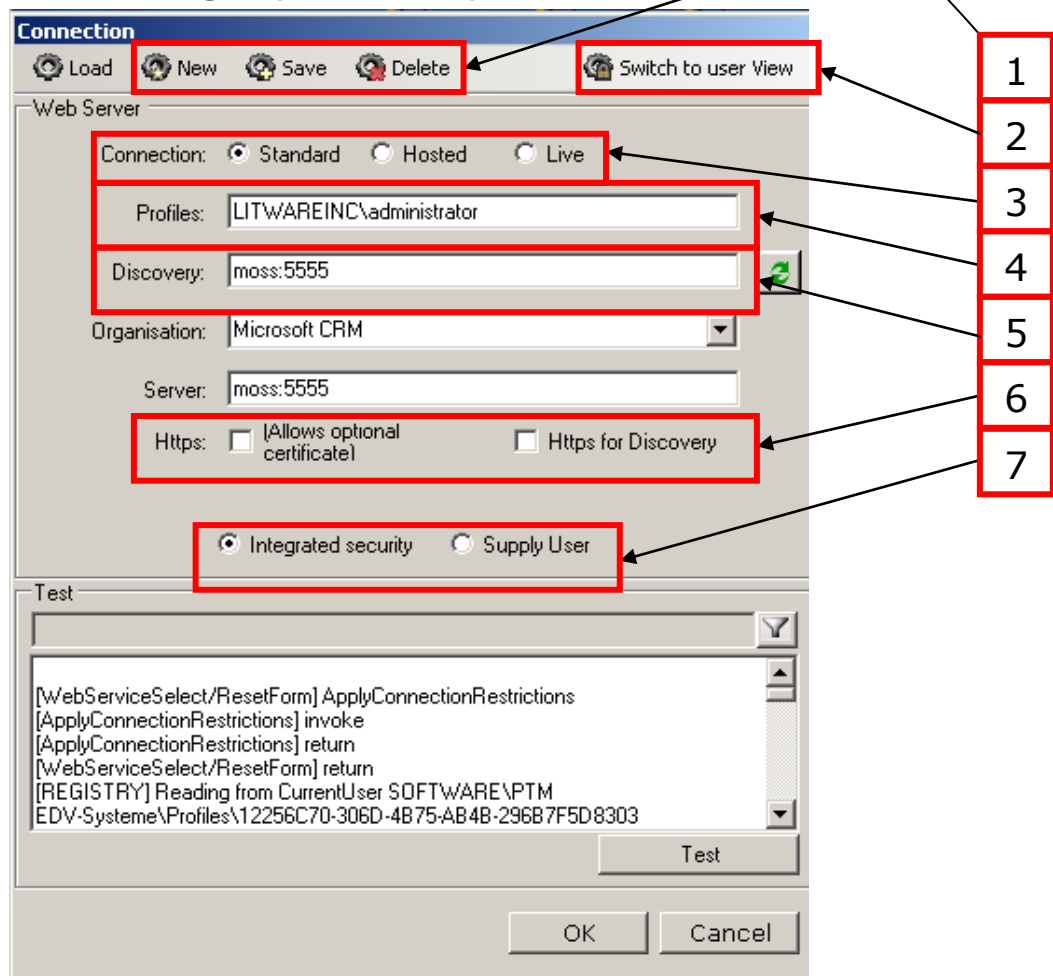 Connection
Load New Save Delete Switch to user View
Web Server
Connection: Standard Hosted Live
Profiles: LITWAREINC\administrator
Discovery: moss:5555
Organisation: Microsoft CRM
Server: moss:5555
Https: (Allows optional
certificate) Https for Discovery
Integrated security Supply User
Test
[WebServiceSelect/ResetForm] ApplyConnectionRestrictions
[ApplyConnectionRestrictions] invoke
[ApplyConnectionRestrictions] return
[WebServiceSelect/ResetForm] return
[REGISTRY] Reading from CurrentUser SOFTWARE\PTM
EDV-Systeme\Profiles\12256C70-306D-4B75-AB4B-296B7F5D8303
Test
OK Cancel
1
2
3
4
5
6
7